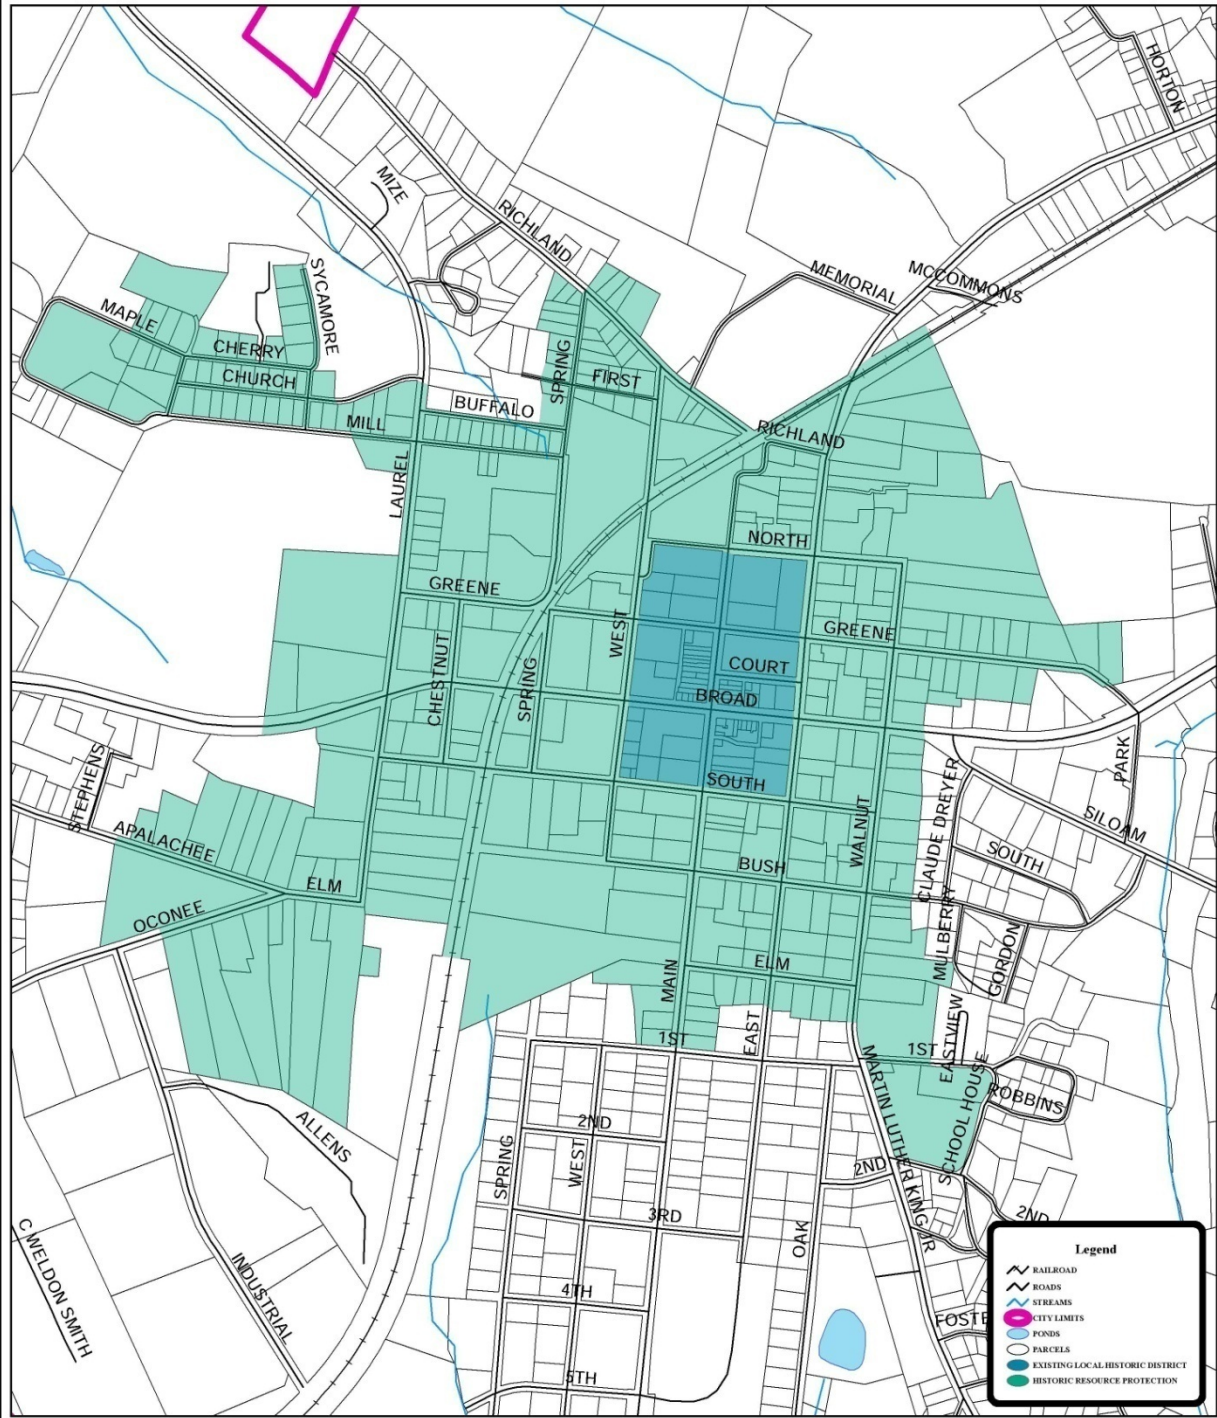 HORTON
MIZE
RICHLAND
MEMORIAL
MCCOMMONS
SYCAMORE
MAPLE
CHERRY
CHURCH
SPRING
FIRST
BUFFALO
MILL
RICHLAND
LAUREL
NORTH
GREENE
WEST
GREENE
CHESTNUT
SPRING
COURT
BROAD
PARK
STEPHENS
SOUTH
CLAUDE DREYER
SILOAM
APALACHEE
WALNUT
SOUTH
BUSH
ELM
MULBERRY
OCONEE
GORDON
MAIN
ELM
EASTVIEW
EAST
1ST
1ST
MARTIN LUTHER KING JR
SCHOOL HOUSE
ROBBINS
ALLENS
2ND
SPRING
WEST
2ND
3RD
OAK
2ND
C WELDON SMITH
INDUSTRIAL
4TH
FOSTE
5TH
Legend
RAILROAD
ROADS
STREAMS
CITY LIMITS
PONDS
PARCELS
EXISTING LOCAL HISTORIC DISTRICT
HISTORIC RESOURCE PROTECTION